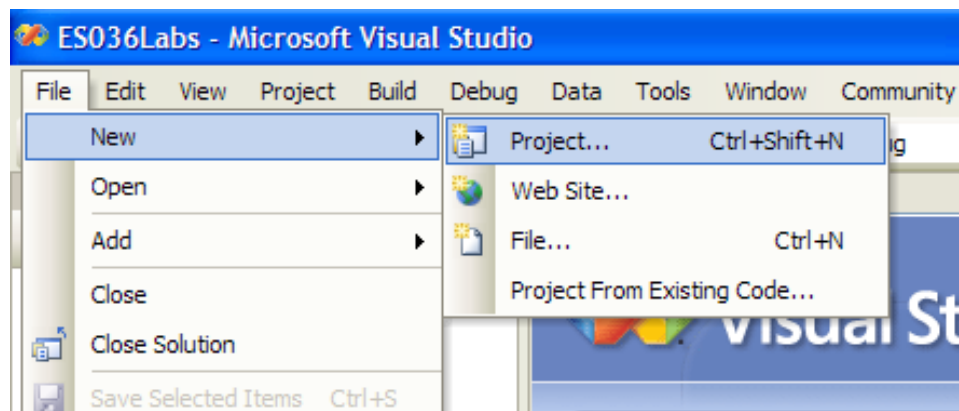 ES036Labs - Microsoft Visual Studio
File Edit View Project Build Debug Data Tools Window Community
New
Project... Ctrl+Shift+N
Open
Web Site...
Add
File... Ctrl+N
Close
Project From Existing Code...
Close Solution
Visual St
Save Selected Items Ctrl+S